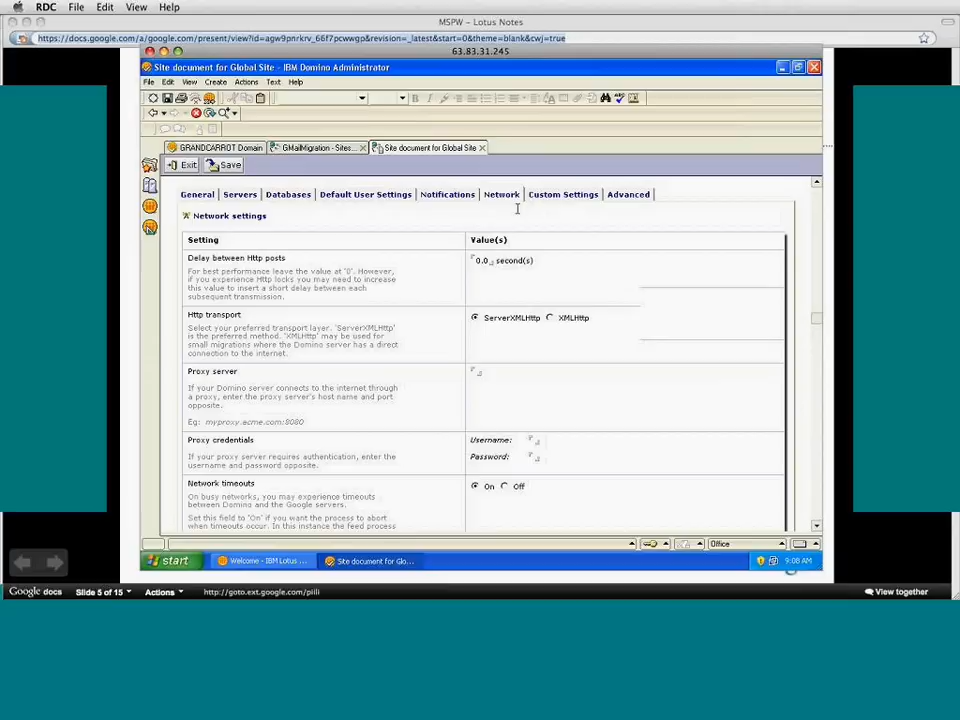 RDC File Edit View Help
MSPW - Lotus Notes
https://docs.google.com/a/google.com/present/view?id=agw9pnrkrv_66f7pcwwgp&revision=_latest&start=0&theme=blank&cwj=true
63.83.31.245
Site document for Global Site - IBM Domino Administrator
File Edit View Create Actions Text Help
GRANDCARROT Domain GMailMigration - Sites... Site document for Global Site
Exit Save
General Servers Databases Default User Settings Notifications Network Custom Settings Advanced
Network settings
Setting Value(s)
Delay between Http posts
0.0 second(s)
For best performance leave the value at '0'. However,
if you experience Http locks you may need to increase
this value to insert a short delay between each
subsequent transmission.
Http transport
ServerXMLHttp XMLHttp
Select your preferred transport layer. 'ServerXMLHttp'
is the preferred method. 'XMLHttp' may be used for
small migrations where the Domino server has a direct
connection to the internet.
Proxy server
If your Domino server connects to the internet through
a proxy, enter the proxy server's host name and port
opposite.
Eg: myproxy.acme.com:8080
Proxy credentials
Username:
If your proxy server requires authentication, enter the
username and password opposite.
Password:
Network timeouts
On Off
On busy networks, you may experience timeouts
between Domino and the Google servers.
Set this field to 'On' if you want the process to abort
when timeouts occur. In this instance the feed process
Office
start Welcome - IBM Lotus ... Site document for Glo... 9:08 AM
Google docs Slide 5 of 15 Actions http://goto.ext.google.com/piili View together